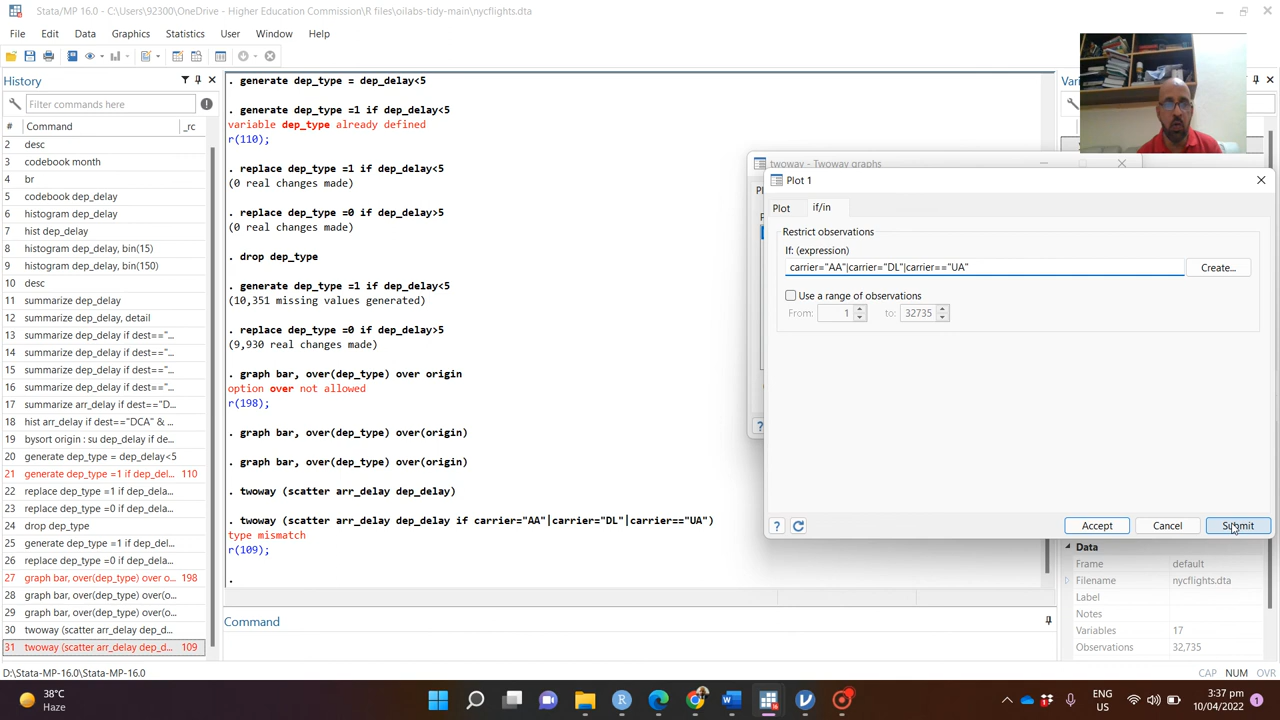 Stata/MP 16.0 - C:\Users\92300\OneDrive - Higher Education Commission\R files\oilabs-tidy-main\nycflights.dta
File Edit Data Graphics Statistics User Window Help
History
Filter commands here
# Command _rc
2 desc
3 codebook month
4 br
5 codebook dep_delay
6 histogram dep_delay
7 hist dep_delay
8 histogram dep_delay, bin(15)
9 histogram dep_delay, bin(150)
10 desc
11 summarize dep_delay
12 summarize dep_delay, detail
13 summarize dep_delay if dest=="...
14 summarize dep_delay if dest=="...
15 summarize dep_delay if dest=="...
16 summarize dep_delay if dest=="...
17 summarize arr_delay if dest=="D...
18 hist arr_delay if dest=="DCA" & ...
19 bysort origin : su dep_delay if de...
20 generate dep_type = dep_delay<5
21 generate dep_type =1 if dep_del... 110
22 replace dep_type =1 if dep_dela...
23 replace dep_type =0 if dep_dela...
24 drop dep_type
25 generate dep_type =1 if dep_del...
26 replace dep_type =0 if dep_dela...
27 graph bar, over(dep_type) over o... 198
28 graph bar, over(dep_type) over(o...
29 graph bar, over(dep_type) over(o...
30 twoway (scatter arr_delay dep_d...
31 twoway (scatter arr_delay dep_d... 109
. generate dep_type = dep_delay<5
. generate dep_type =1 if dep_delay<5
variable dep_type already defined
r(110);
. replace dep_type =1 if dep_delay<5
(0 real changes made)
. replace dep_type =0 if dep_delay>5
(0 real changes made)
. drop dep_type
. generate dep_type =1 if dep_delay<5
(10,351 missing values generated)
. replace dep_type =0 if dep_delay>5
(9,930 real changes made)
. graph bar, over(dep_type) over origin
option over not allowed
r(198);
. graph bar, over(dep_type) over(origin)
. graph bar, over(dep_type) over(origin)
. twoway (scatter arr_delay dep_delay)
. twoway (scatter arr_delay dep_delay if carrier="AA"|carrier="DL"|carrier=="UA")
type mismatch
r(109);
.
Command
twoway - Twoway graphs
Plot 1
Plot if/in
Restrict observations
If: (expression)
carrier="AA"|carrier="DL"|carrier=="UA"
Create...
Use a range of observations
From: 1 to: 32735
Accept Cancel Submit
Data
Frame default
Filename nycflights.dta
Label
Notes
Variables 17
Observations 32,735
D:\Stata-MP-16.0\Stata-MP-16.0
CAP NUM OVR
38°C
Haze
ENG
US
3:37 pm
10/04/2022
1